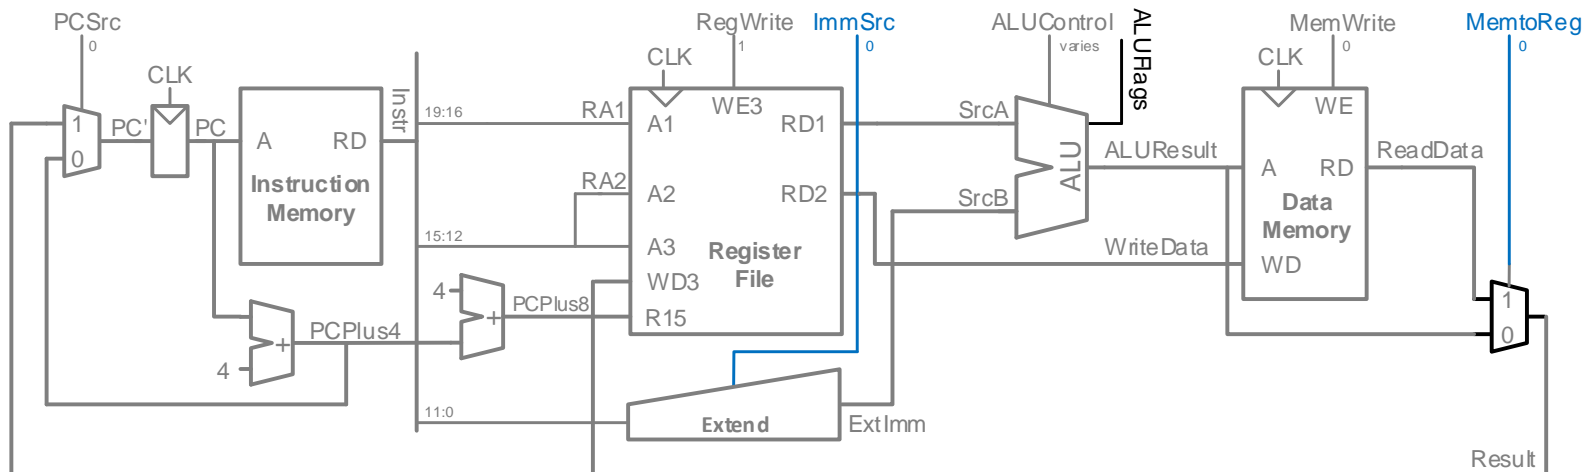 PCSrc
0
RegWrite
1
ImmSrc
0
ALUControl
varies
ALUFlags
MemWrite
0
MemtoReg
0
CLK
CLK
CLK
1
0
PC'
PC
A
RD
Instruction
Memory
Instr
19:16
RA1
A1
WE3
RD1
SrcA
RA2
A2
RD2
SrcB
ALU
ALUResult
15:12
A3
WD3
R15
Register
File
WriteData
A
WE
RD
Data
Memory
WD
ReadData
1
0
4
+
PCPlus4
4
+
PCPlus8
11:0
Extend
ExtImm
Result